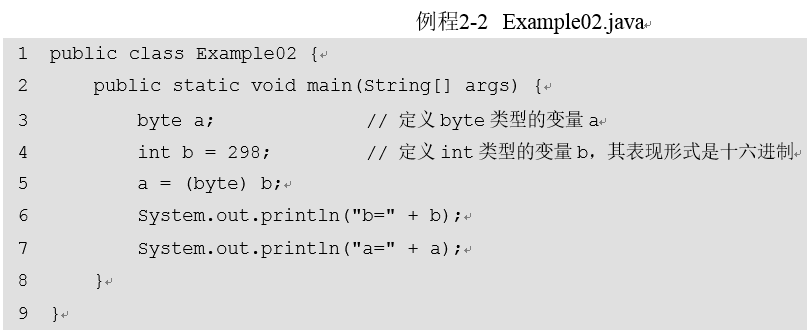 例程2-2 Example02.java
1 public class Example02 {
2     public static void main(String[] args) {
3         byte a;              // 定义 byte 类型的变量 a
4         int b = 298;         // 定义 int 类型的变量 b，其表现形式是十六进制
5         a = (byte) b;
6         System.out.println("b=" + b);
7         System.out.println("a=" + a);
8     }
9 }